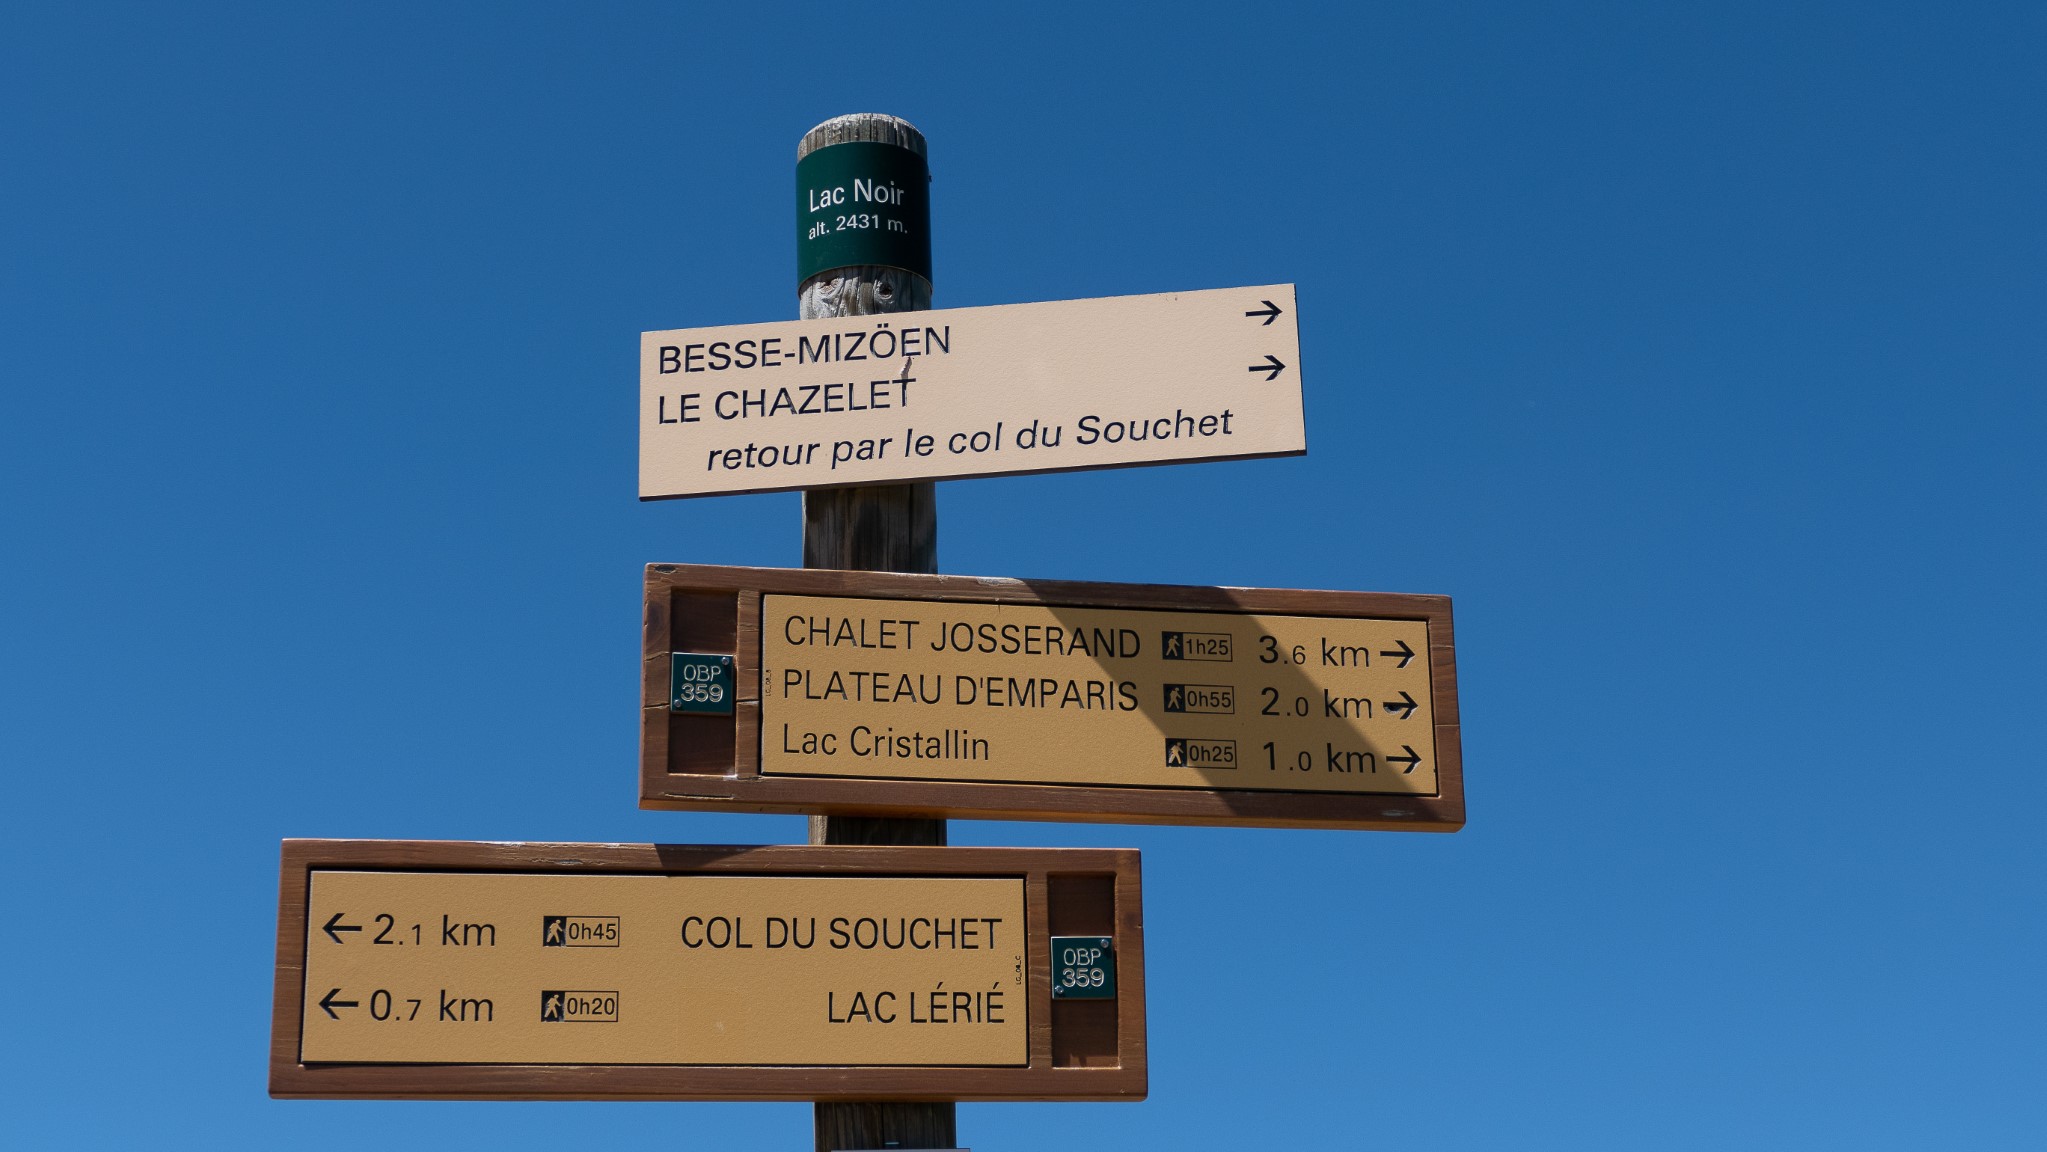 Lac Noir
alt. 2431 m.
BESSE-MIZÖEN →
LE CHAZELET →
retour par le col du Souchet
OBP
359
CHALET JOSSERAND 1h25 3.6 km →
PLATEAU D'EMPARIS 0h55 2.0 km →
Lac Cristallin 0h25 1.0 km →
← 2.1 km 0h45 COL DU SOUCHET
← 0.7 km 0h20 LAC LÉRIÉ
OBP
359